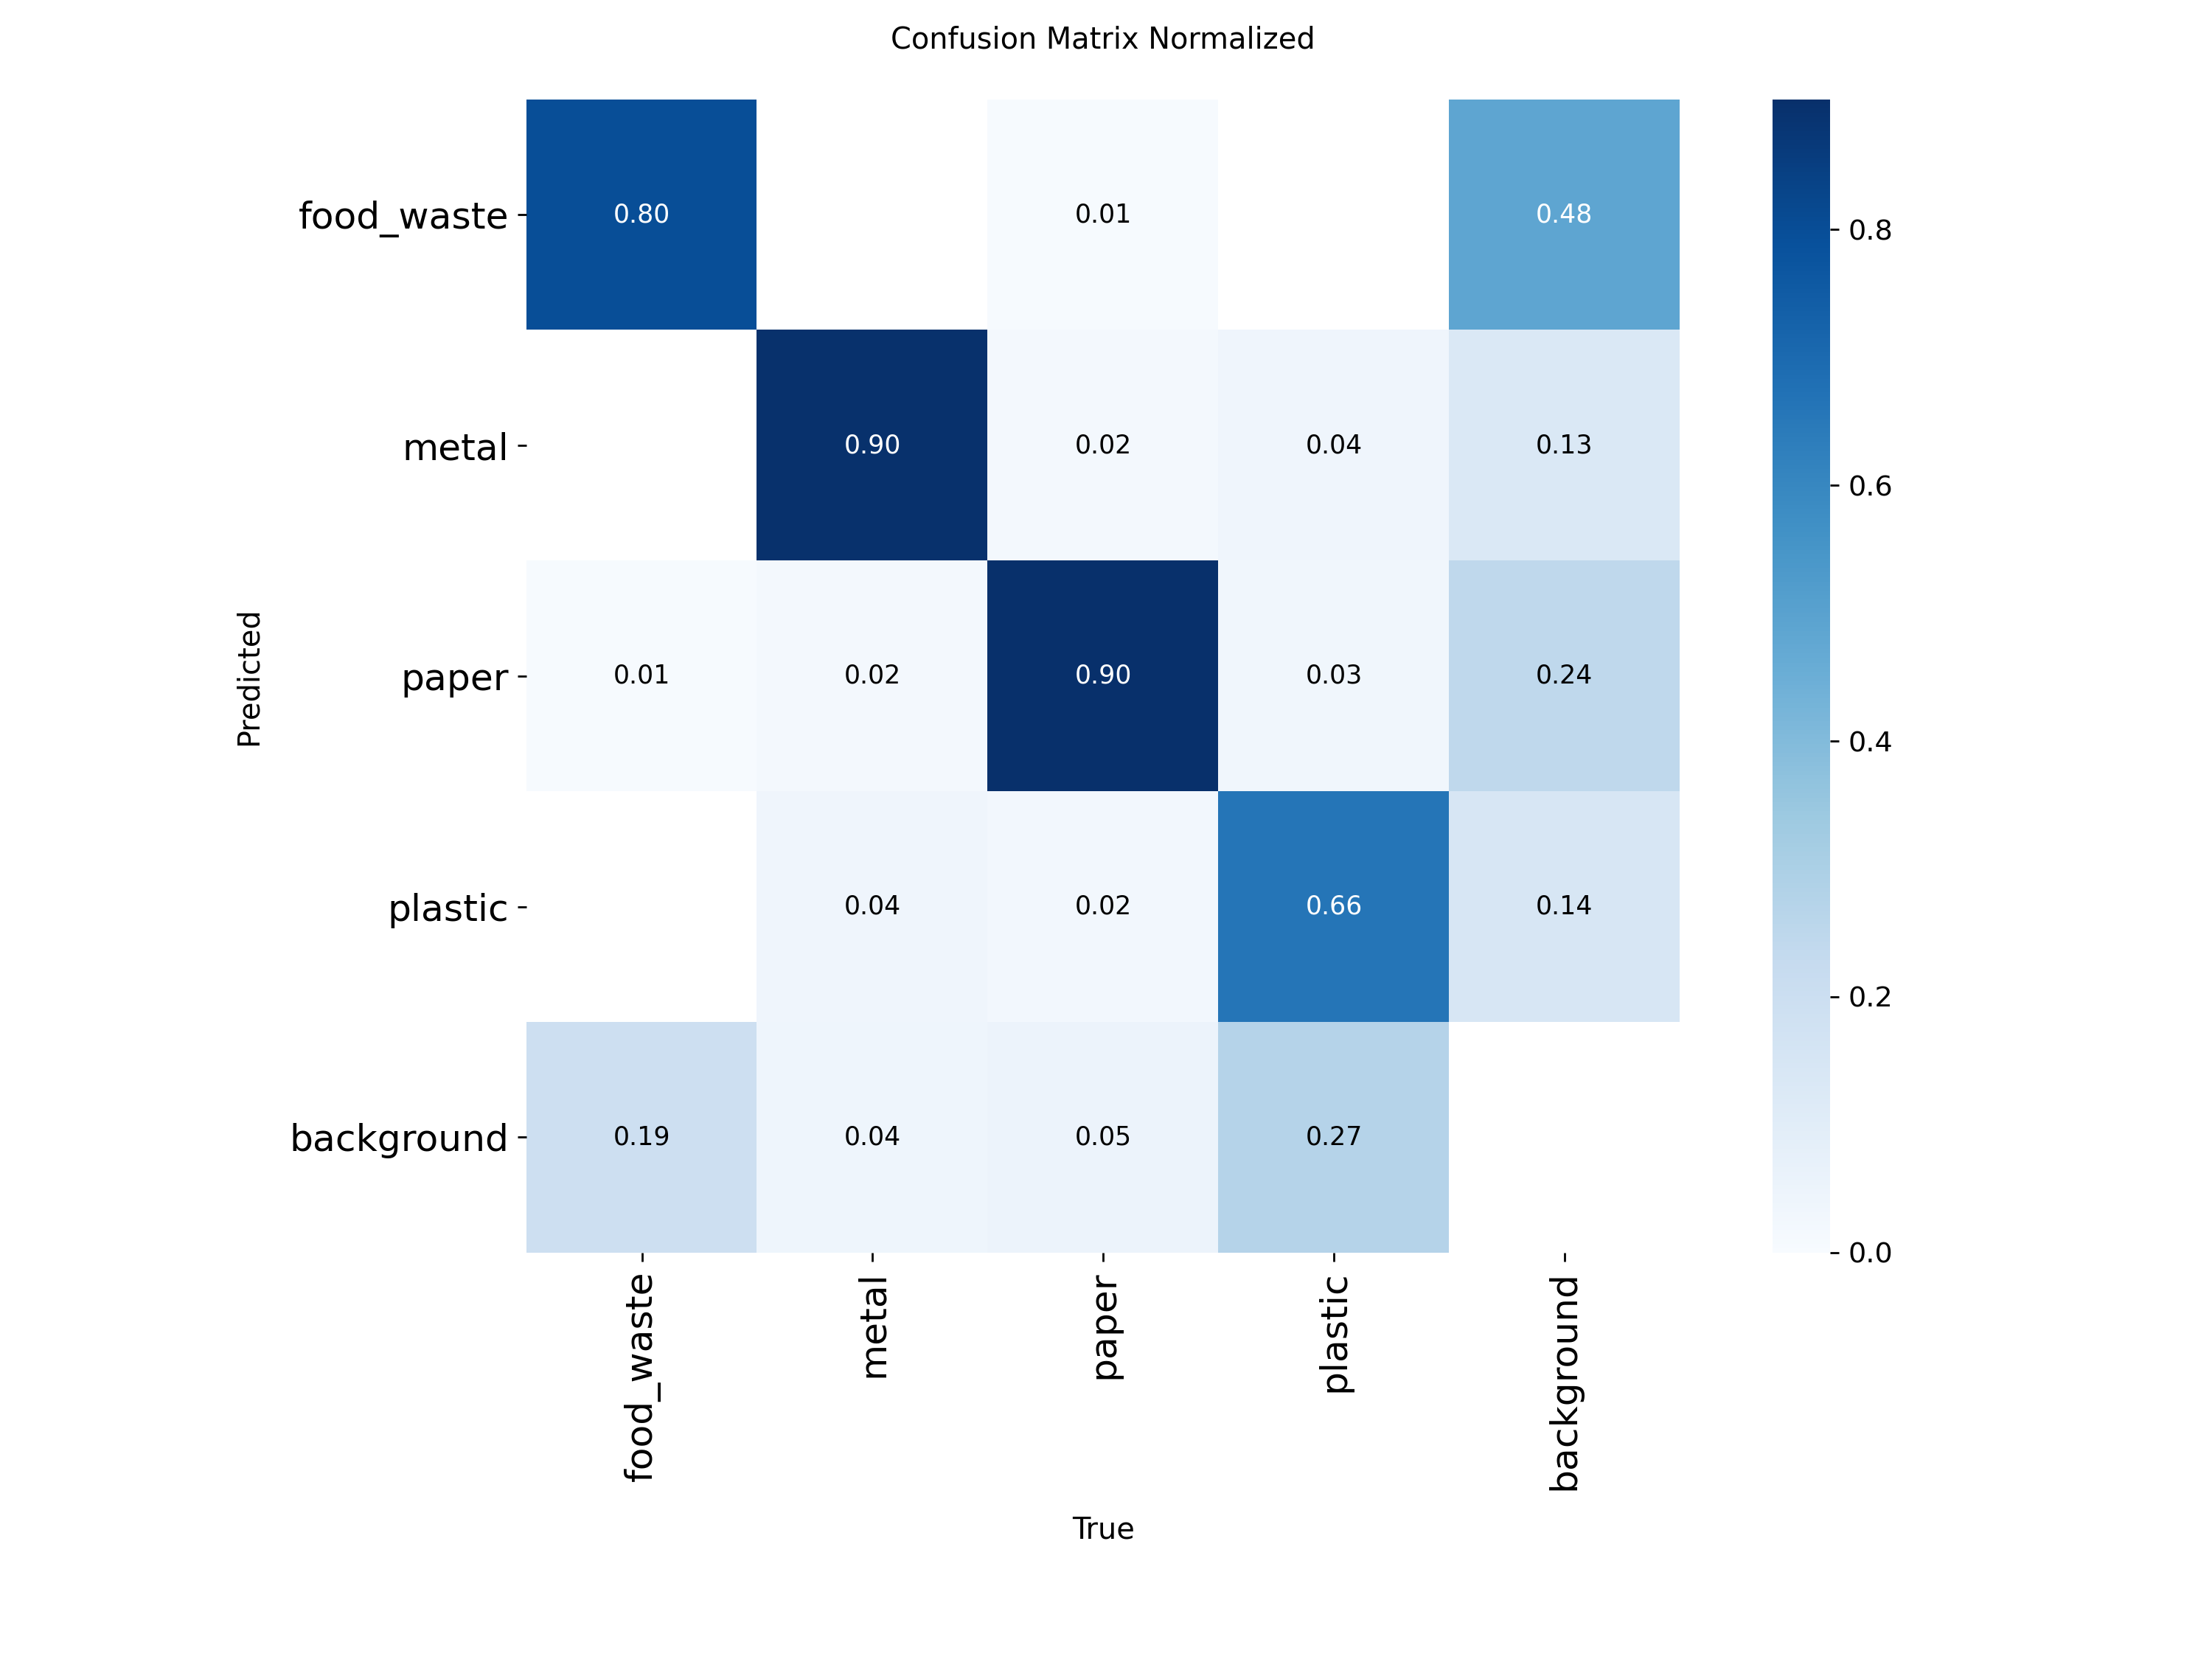 Confusion Matrix Normalized
food_waste 0.80 0.01 0.48
metal 0.90 0.02 0.04 0.13
paper 0.01 0.02 0.90 0.03 0.24
plastic 0.04 0.02 0.66 0.14
background 0.19 0.04 0.05 0.27
Predicted
food_waste
metal
paper
plastic
background
True
0.8
0.6
0.4
0.2
0.0